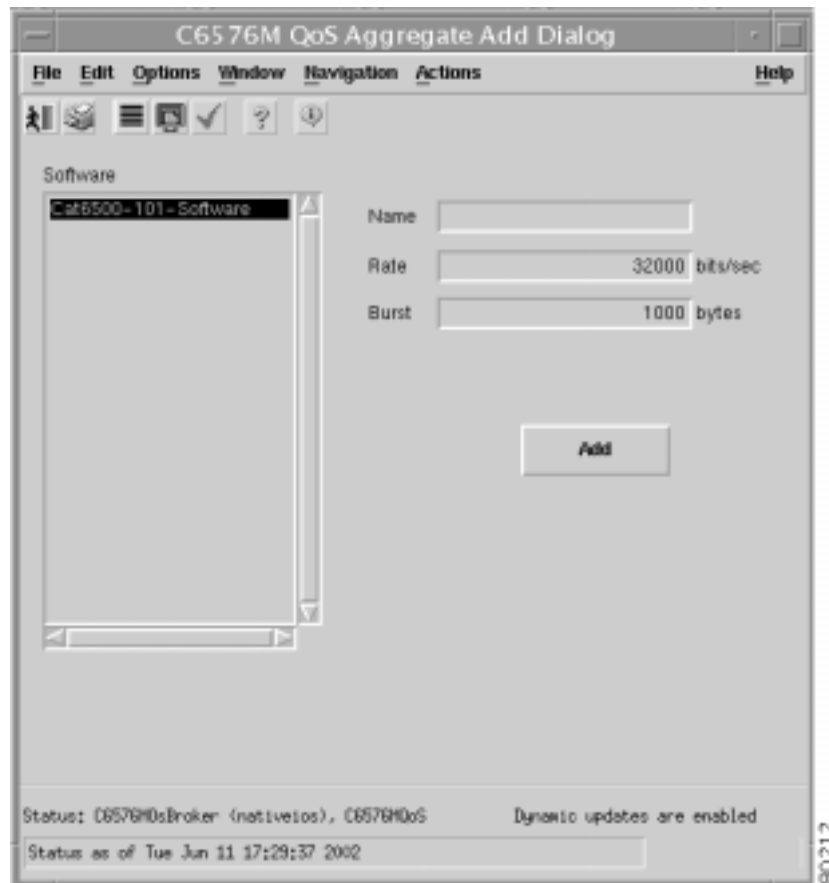 C6576M QoS Aggregate Add Dialog
File Edit Options Window Navigation Actions Help
Software
Cat6500-101-Software
Name
Rate 32000 bits/sec
Burst 1000 bytes
Add
Status: C6576MOsBroker (nativeios), C6576MQoS Dynamic updates are enabled
Status as of Tue Jun 11 17:29:37 2002
80212